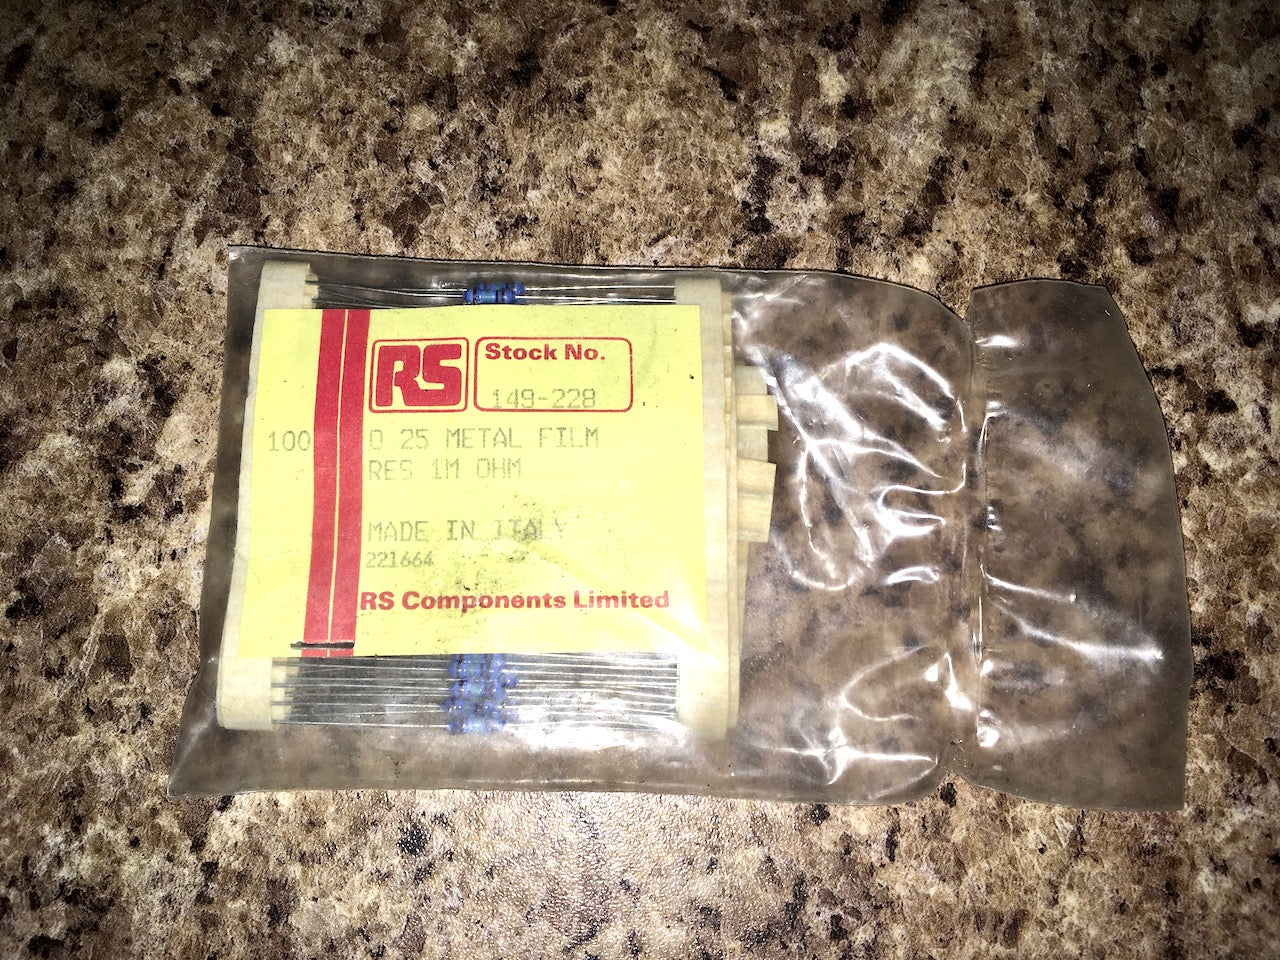 RS
Stock No.
149-228
100
0.25 METAL FILM
RES 1M OHM
MADE IN ITALY
221664
RS Components Limited